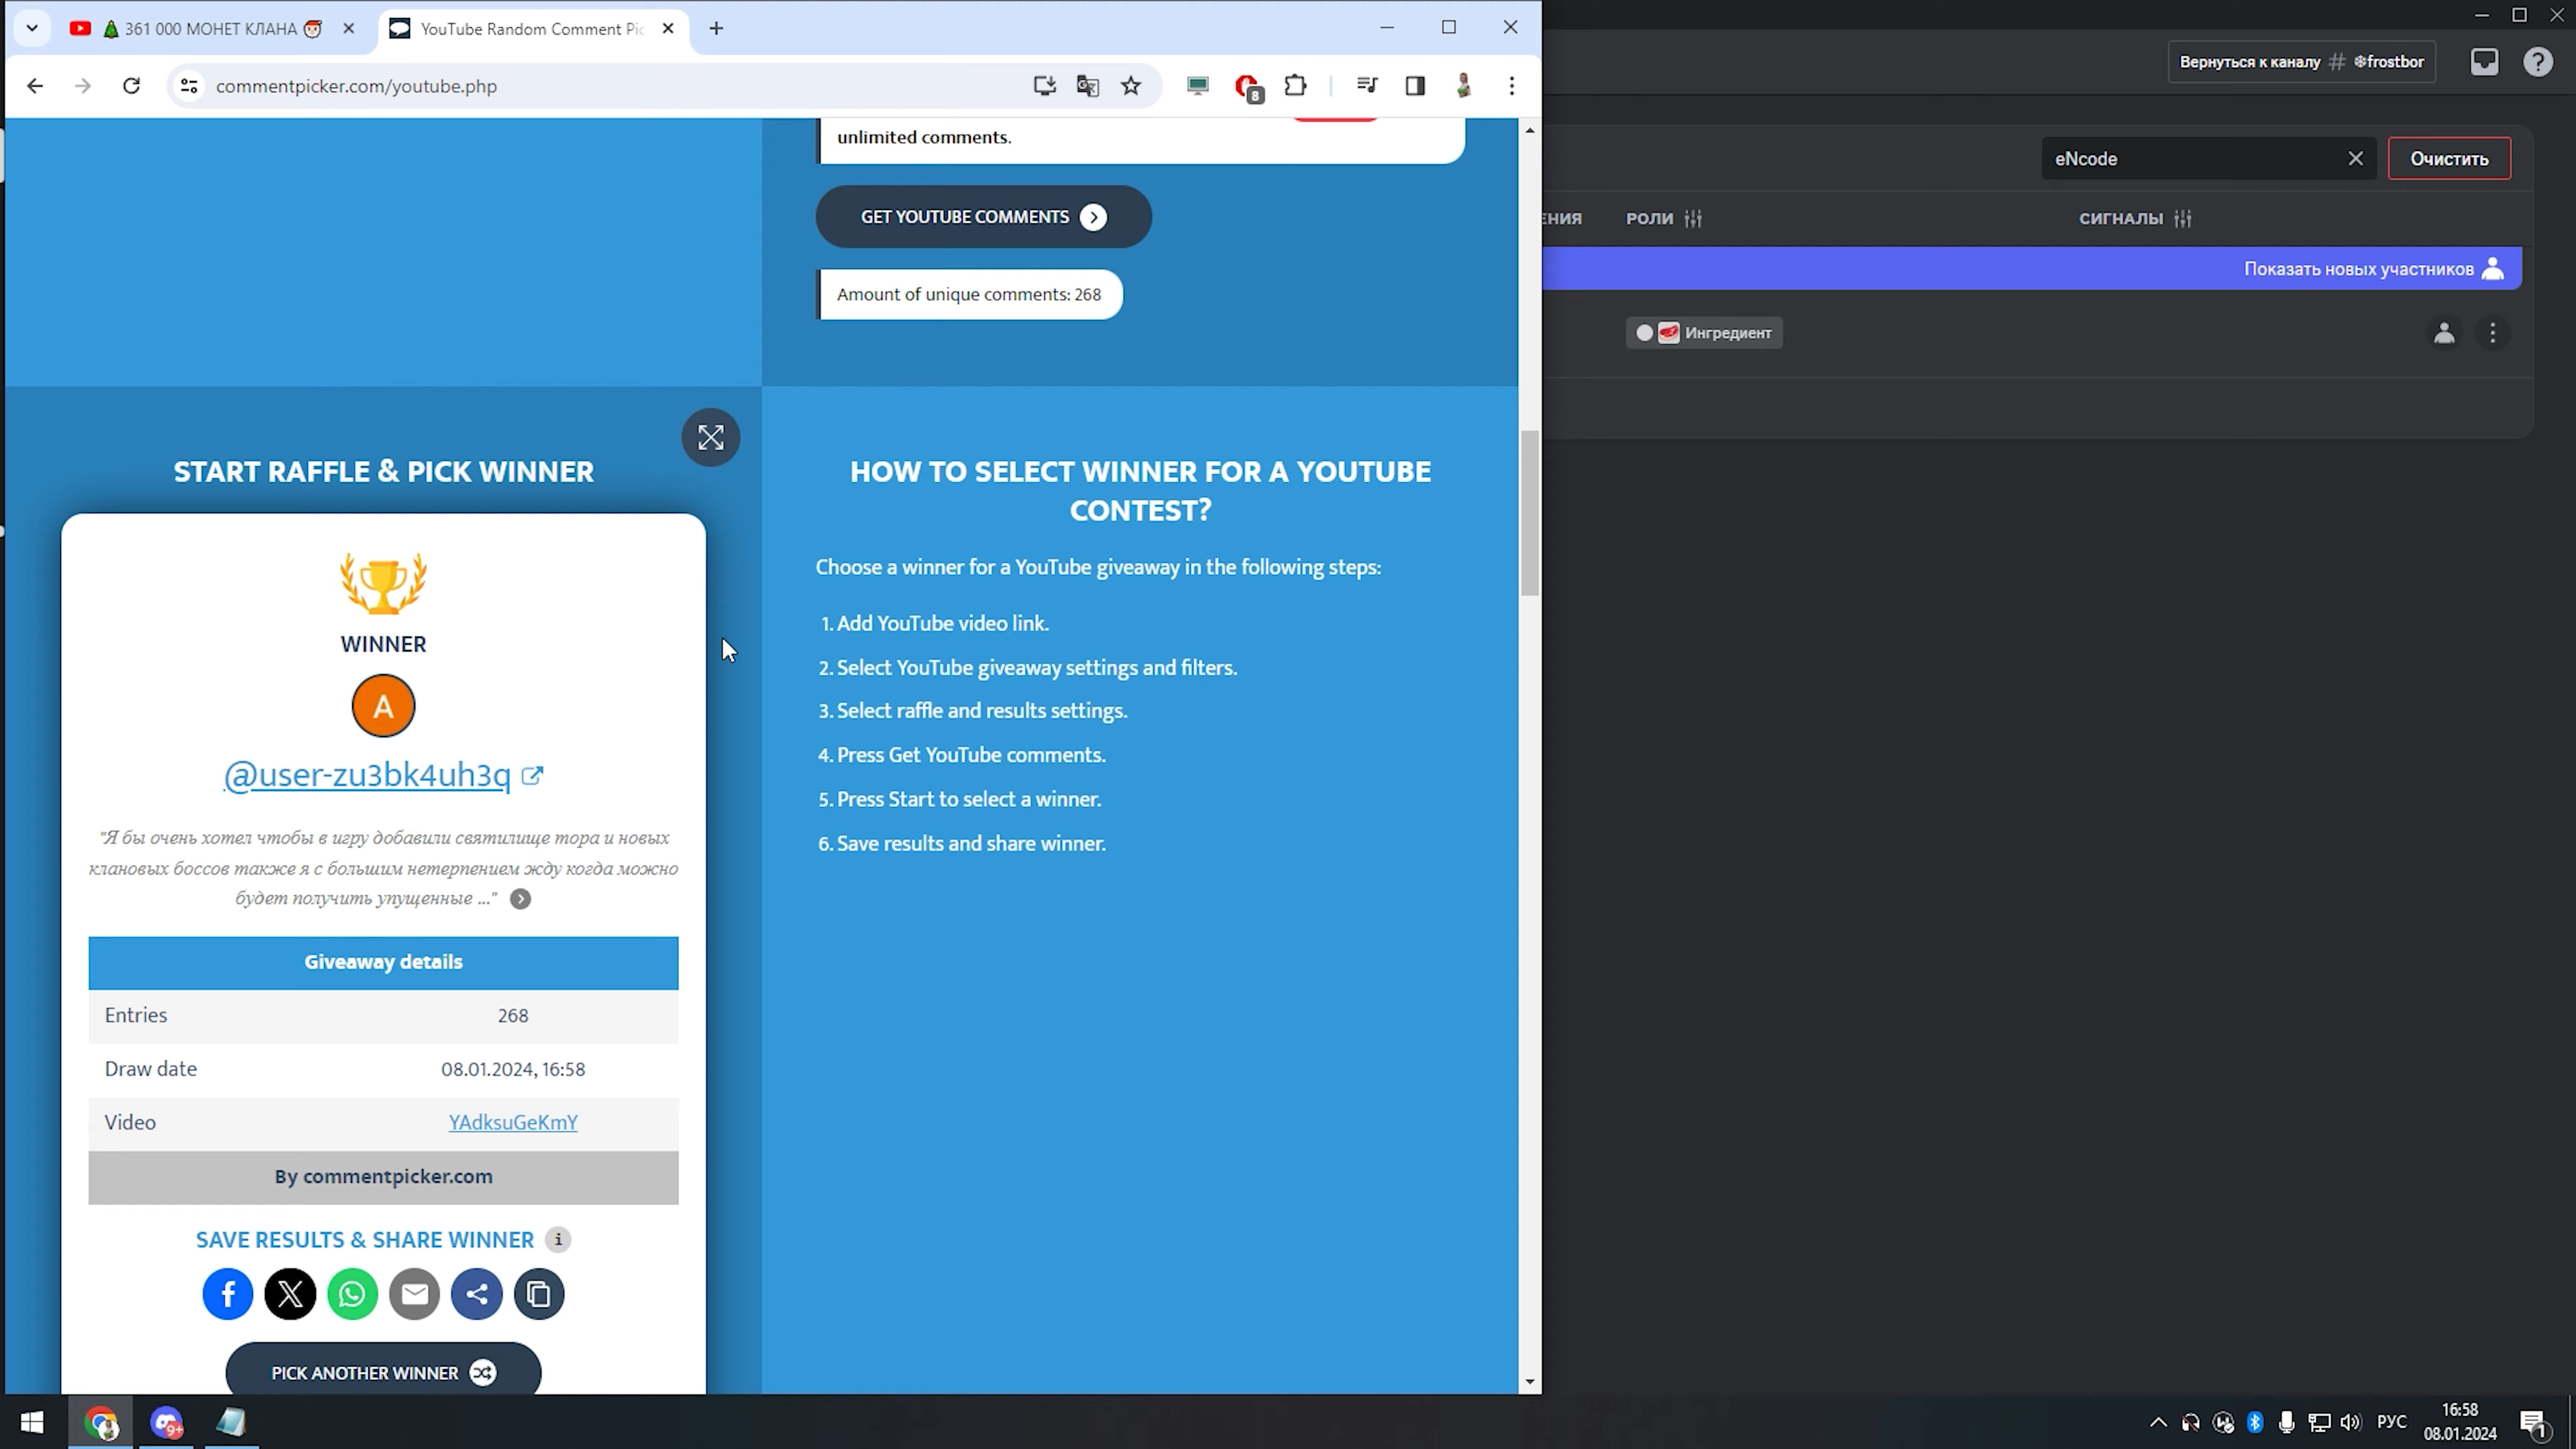 361 000 МОНЕТ КЛАНА
YouTube Random Comment Pic
commentpicker.com/youtube.php
8
Вернуться к каналу # ❄frostbor
unlimited comments.
GET YOUTUBE COMMENTS
Amount of unique comments: 268
eNcode
Очистить
ЕНИЯ
РОЛИ
СИГНАЛЫ
Показать новых участников
Ингредиент
START RAFFLE & PICK WINNER
WINNER
A
@user-zu3bk4uh3q
"Я бы очень хотел чтобы в игру добавили святилище тора и новых
клановых боссов также я с большим нетерпением жду когда можно
будет получить упущенные ..."
Giveaway details
Entries 268
Draw date 08.01.2024, 16:58
Video YAdksuGeKmY
By commentpicker.com
SAVE RESULTS & SHARE WINNER
PICK ANOTHER WINNER
HOW TO SELECT WINNER FOR A YOUTUBE
CONTEST?
Choose a winner for a YouTube giveaway in the following steps:
1. Add YouTube video link.
2. Select YouTube giveaway settings and filters.
3. Select raffle and results settings.
4. Press Get YouTube comments.
5. Press Start to select a winner.
6. Save results and share winner.
9+
РУС
16:58
08.01.2024
1